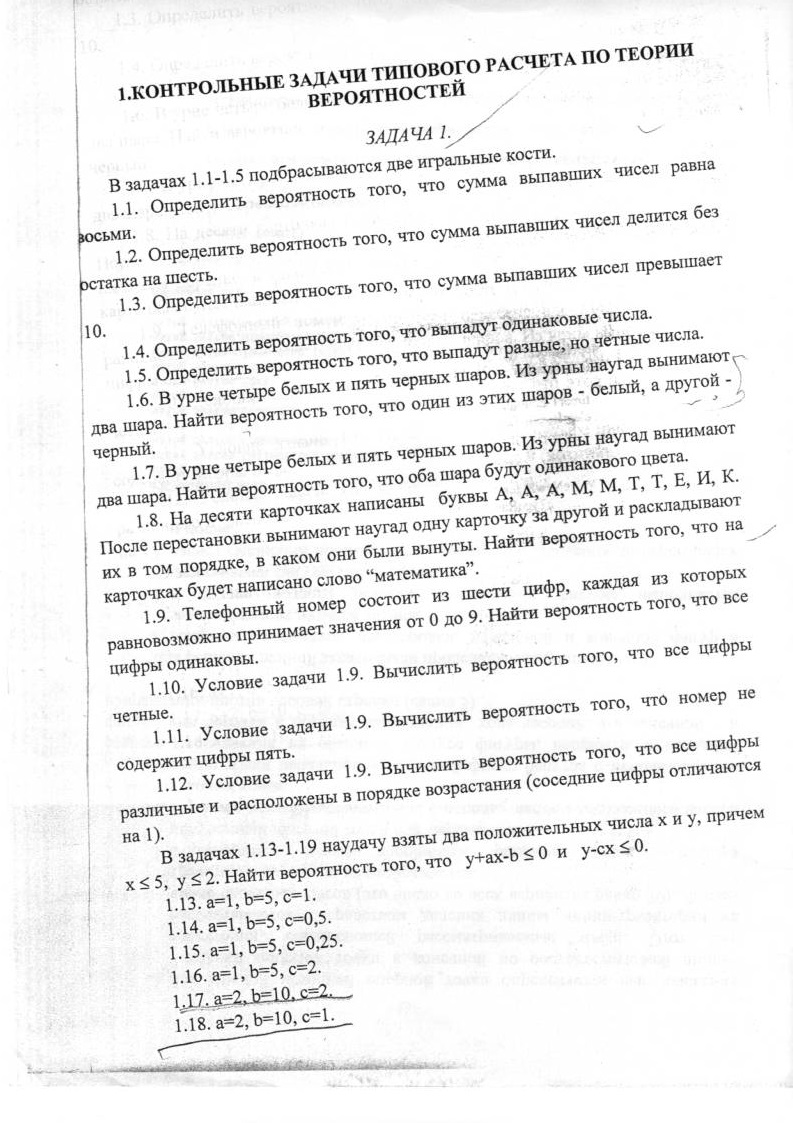 1.КОНТРОЛЬНЫЕ ЗАДАЧИ ТИПОВОГО РАСЧЕТА ПО ТЕОРИИ
ВЕРОЯТНОСТЕЙ
ЗАДАЧА 1.
В задачах 1.1-1.5 подбрасываются две игральные кости.
1.1. Определить вероятность того, что сумма выпавших чисел равна
восьми.
1.2. Определить вероятность того, что сумма выпавших чисел делится без
остатка на шесть.
1.3. Определить вероятность того, что сумма выпавших чисел превышает
10.
1.4. Определить вероятность того, что выпадут одинаковые числа.
1.5. Определить вероятность того, что выпадут разные, но четные числа.
1.6. В урне четыре белых и пять черных шаров. Из урны наугад вынимают
два шара. Найти вероятность того, что один из этих шаров - белый, а другой -
черный.
1.7. В урне четыре белых и пять черных шаров. Из урны наугад вынимают
два шара. Найти вероятность того, что оба шара будут одинакового цвета.
1.8. На десяти карточках написаны буквы А, А, А, М, М, Т, Т, Е, И, К.
После перестановки вынимают наугад одну карточку за другой и раскладывают
их в том порядке, в каком они были вынуты. Найти вероятность того, что на
карточках будет написано слово “математика”.
1.9. Телефонный номер состоит из шести цифр, каждая из которых
равновозможно принимает значения от 0 до 9. Найти вероятность того, что все
цифры одинаковы.
1.10. Условие задачи 1.9. Вычислить вероятность того, что все цифры
четные.
1.11. Условие задачи 1.9. Вычислить вероятность того, что номер не
содержит цифры пять.
1.12. Условие задачи 1.9. Вычислить вероятность того, что все цифры
различные и расположены в порядке возрастания (соседние цифры отличаются
на 1).
В задачах 1.13-1.19 наудачу взяты два положительных числа x и y, причем
x ≤ 5, y ≤ 2. Найти вероятность того, что y+ax-b ≤ 0 и y-cx ≤ 0.
1.13. a=1, b=5, c=1.
1.14. a=1, b=5, c=0,5.
1.15. a=1, b=5, c=0,25.
1.16. a=1, b=5, c=2.
1.17. a=2, b=10, c=2.
1.18. a=2, b=10, c=1.